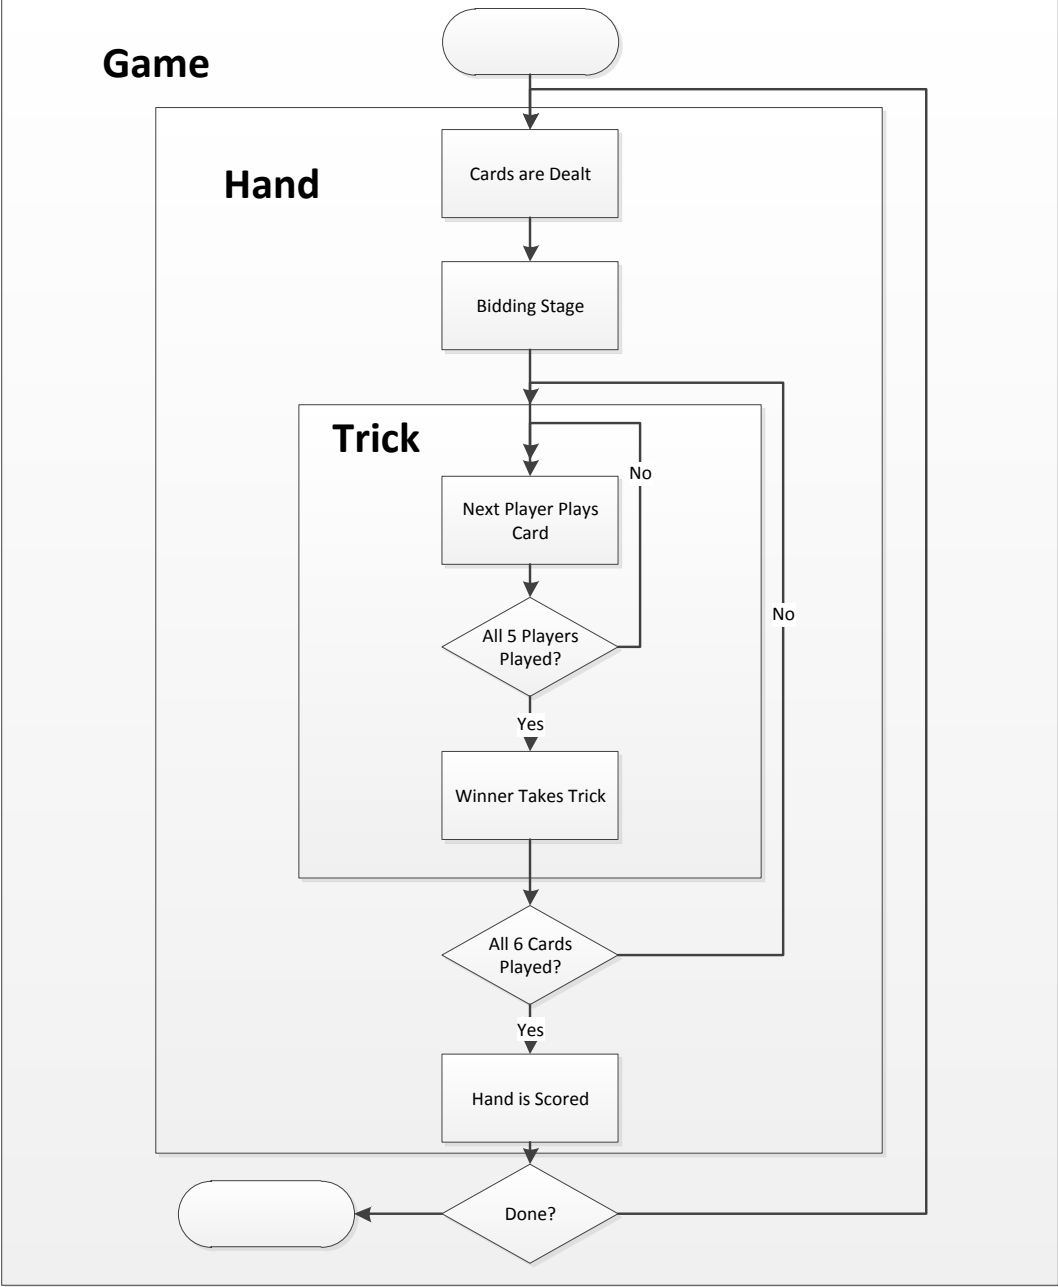 Game
Hand
Cards are Dealt
Bidding Stage
Trick
No
Next Player Plays
Card
No
All 5 Players
Played?
Yes
Winner Takes Trick
All 6 Cards
Played?
Yes
Hand is Scored
Done?